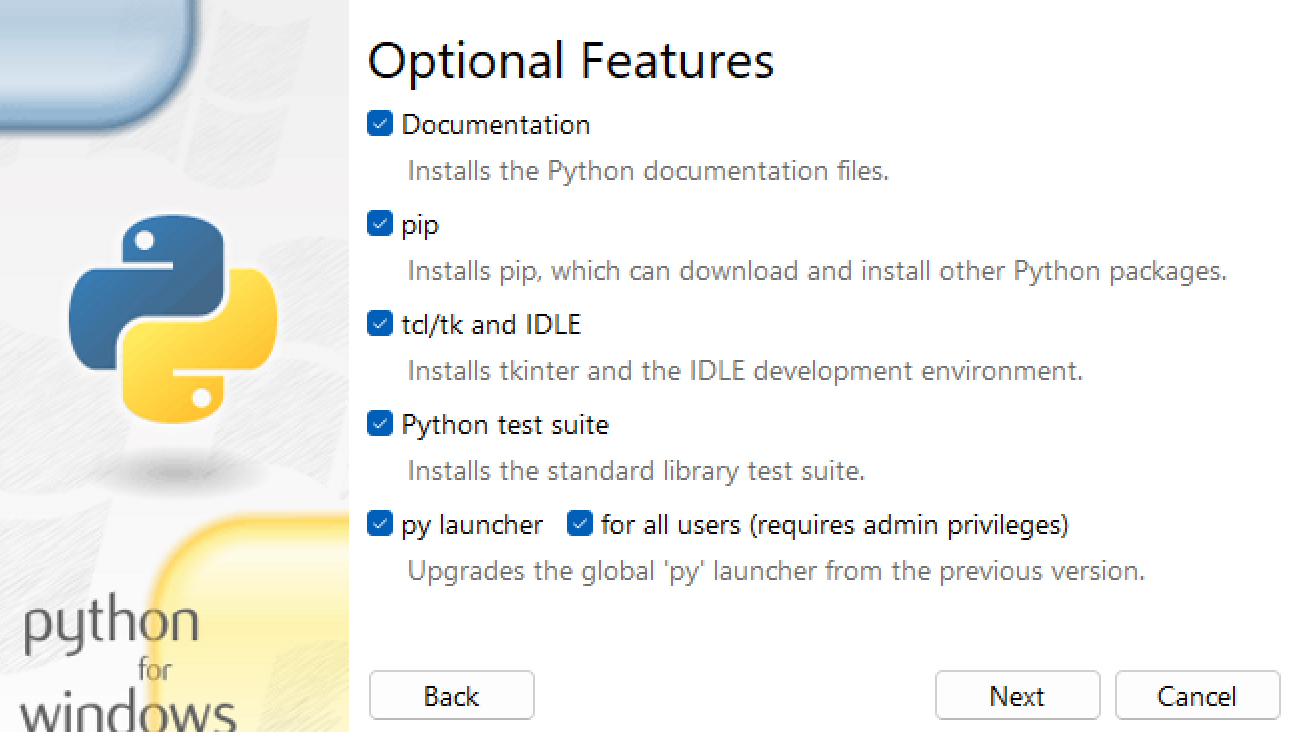 Optional Features
Documentation
Installs the Python documentation files.
pip
Installs pip, which can download and install other Python packages.
tcl/tk and IDLE
Installs tkinter and the IDLE development environment.
Python test suite
Installs the standard library test suite.
py launcher for all users (requires admin privileges)
Upgrades the global 'py' launcher from the previous version.
python
for
windows
Back Next Cancel